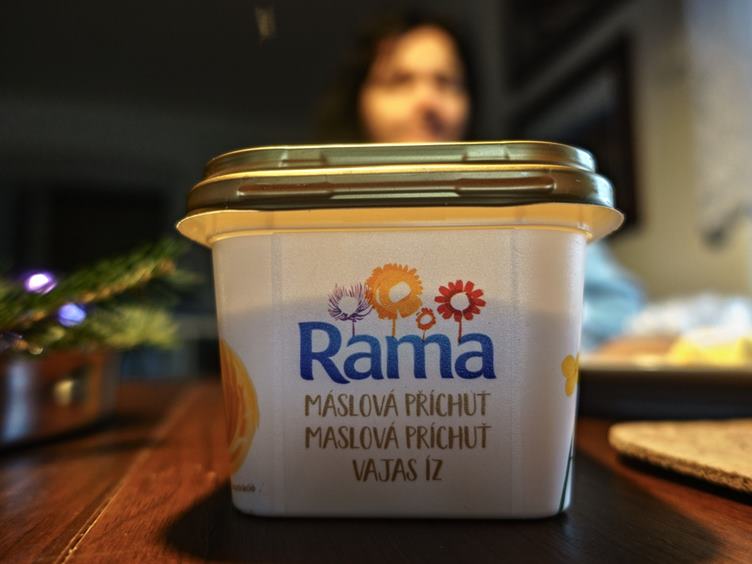 Rama
MÁSLOVÁ PŘÍCHUŤ
MASLOVÁ PRÍCHUŤ
VAJAS ÍZ